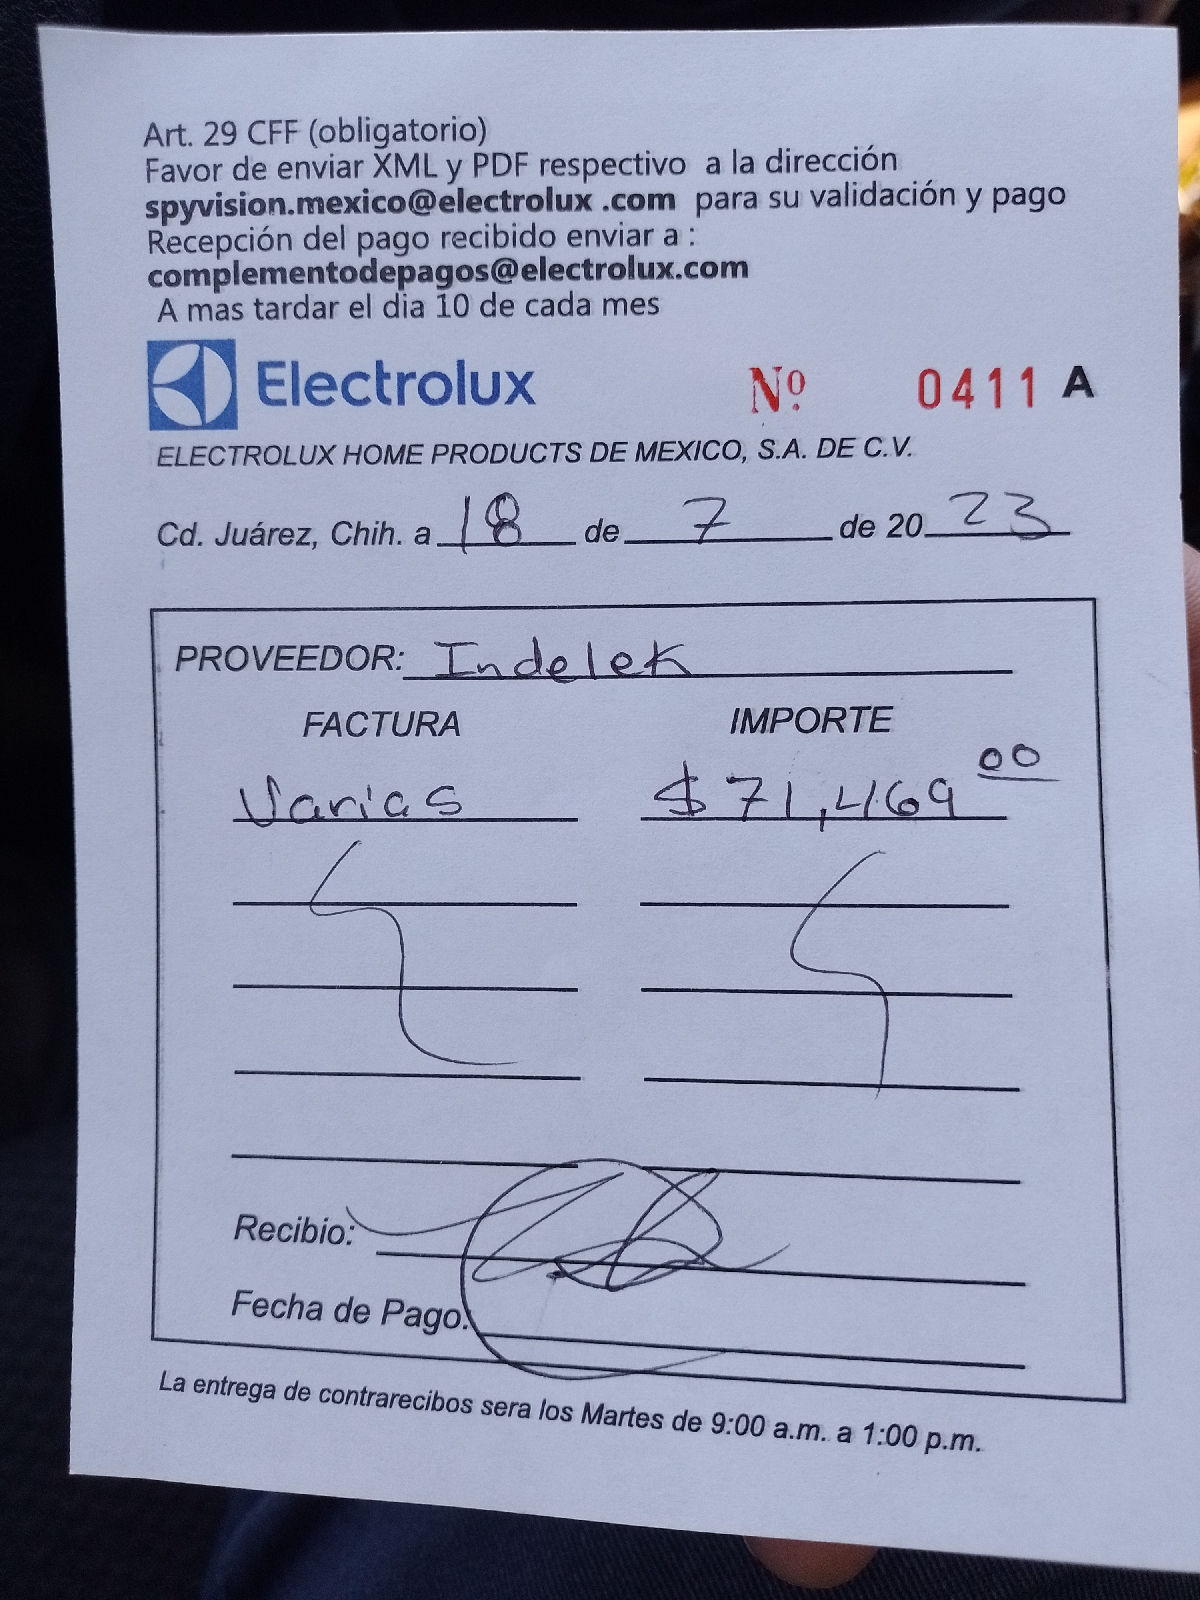 Art. 29 CFF (obligatorio)
Favor de enviar XML y PDF respectivo a la dirección
spyvision.mexico@electrolux .com para su validación y pago
Recepción del pago recibido enviar a :
complementodepagos@electrolux.com
A mas tardar el dia 10 de cada mes
Electrolux Nº 0411 A
ELECTROLUX HOME PRODUCTS DE MEXICO, S.A. DE C.V.
Cd. Juárez, Chih. a 18 de 7 de 20 23
PROVEEDOR: Indelek
FACTURA IMPORTE
Varias $71,469 00
Recibio:
Fecha de Pago:
La entrega de contrarecibos sera los Martes de 9:00 a.m. a 1:00 p.m.